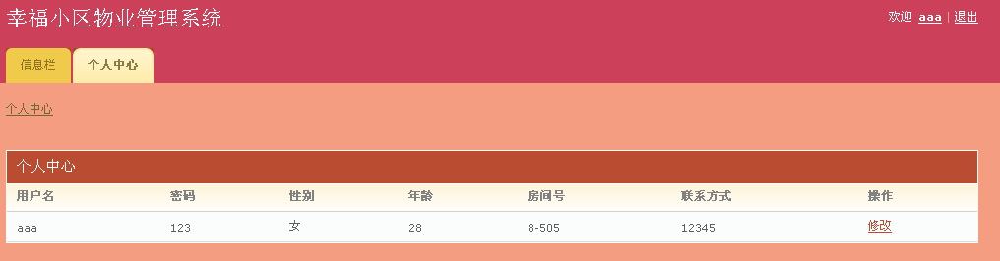 幸福小区物业管理系统
欢迎 aaa | 退出
信息栏 个人中心
个人中心
个人中心
用户名 密码 性别 年龄 房间号 联系方式 操作
aaa 123 女 28 8-505 12345 修改